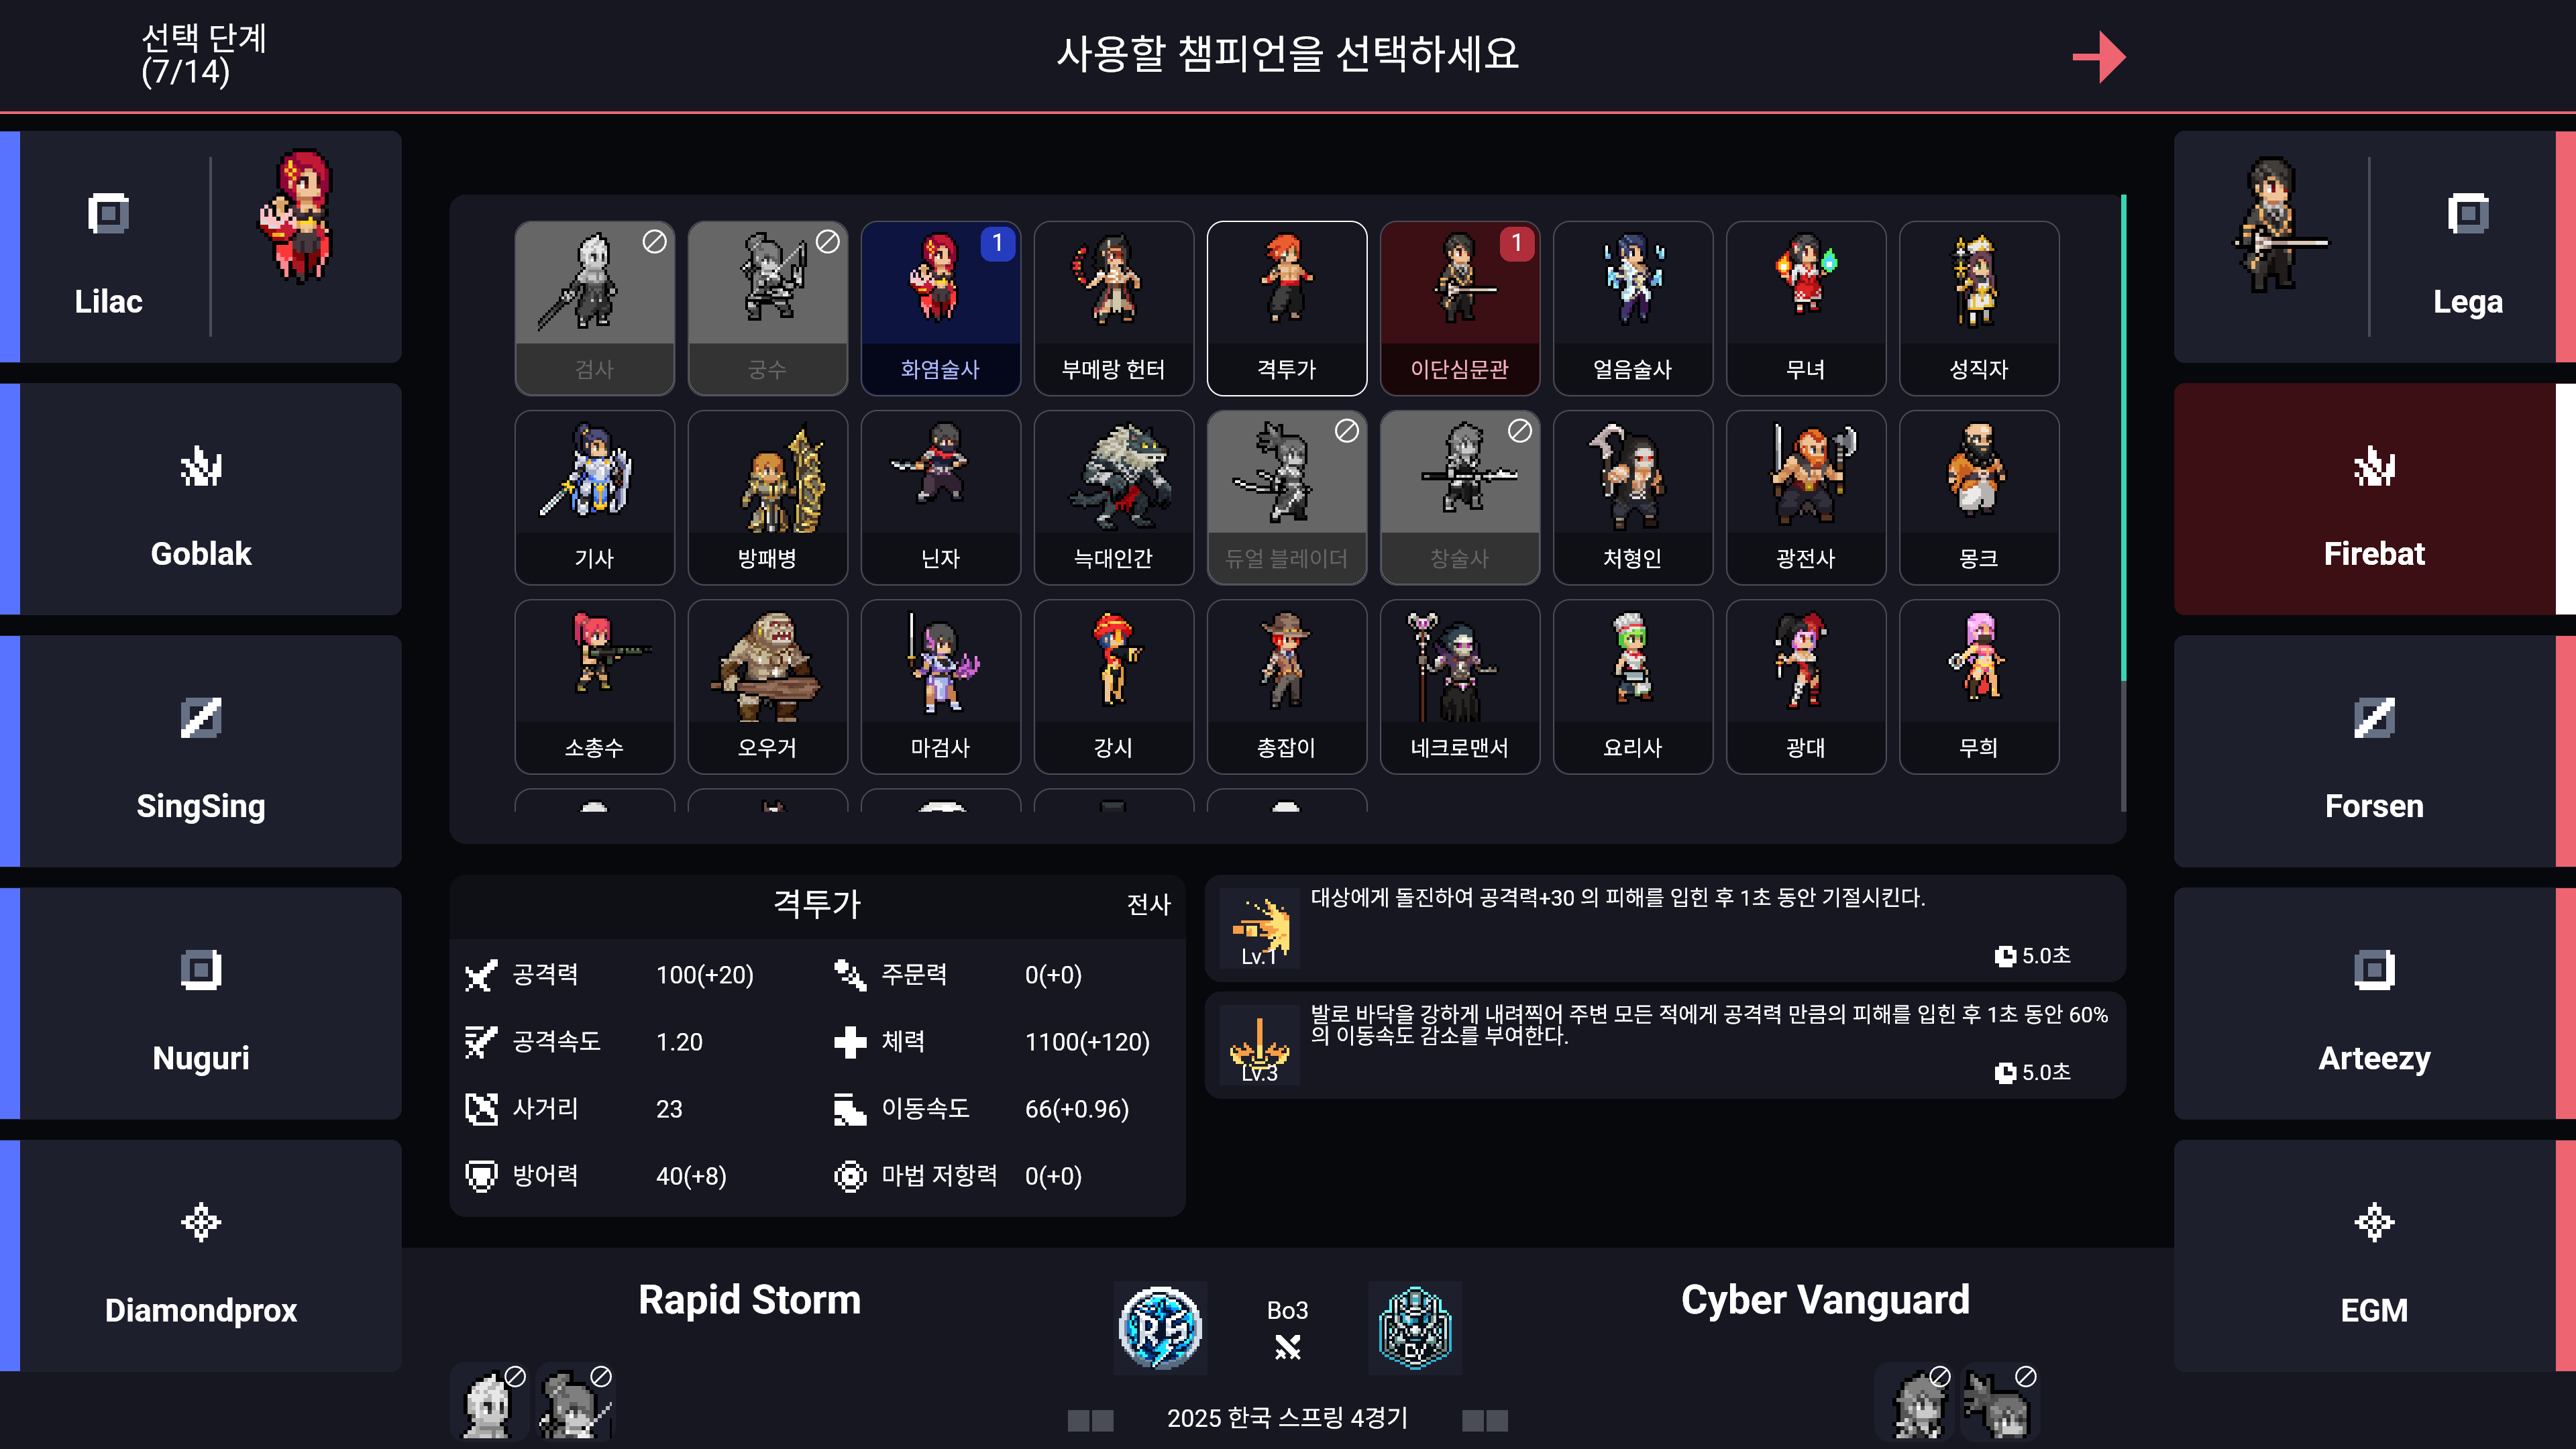 선택 단계
(7/14)
사용할 챔피언을 선택하세요
Lilac
Goblak
SingSing
Nuguri
Diamondprox
1
1
검사
궁수
화염술사
부메랑 헌터
격투가
이단심문관
얼음술사
무녀
성직자
기사
방패병
닌자
늑대인간
듀얼 블레이더
창술사
처형인
광전사
몽크
소총수
오우거
마검사
강시
총잡이
네크로맨서
요리사
광대
무희
Lega
Firebat
Forsen
Arteezy
EGM
격투가
전사
공격력 100(+20) 주문력 0(+0)
공격속도 1.20 체력 1100(+120)
사거리 23 이동속도 66(+0.96)
방어력 40(+8) 마법 저항력 0(+0)
대상에게 돌진하여 공격력+30 의 피해를 입힌 후 1초 동안 기절시킨다.
Lv.1
5.0초
발로 바닥을 강하게 내려찍어 주변 모든 적에게 공격력 만큼의 피해를 입힌 후 1초 동안 60%
의 이동속도 감소를 부여한다.
Lv.3
5.0초
Rapid Storm
RS
Bo3
CV
Cyber Vanguard
2025 한국 스프링 4경기